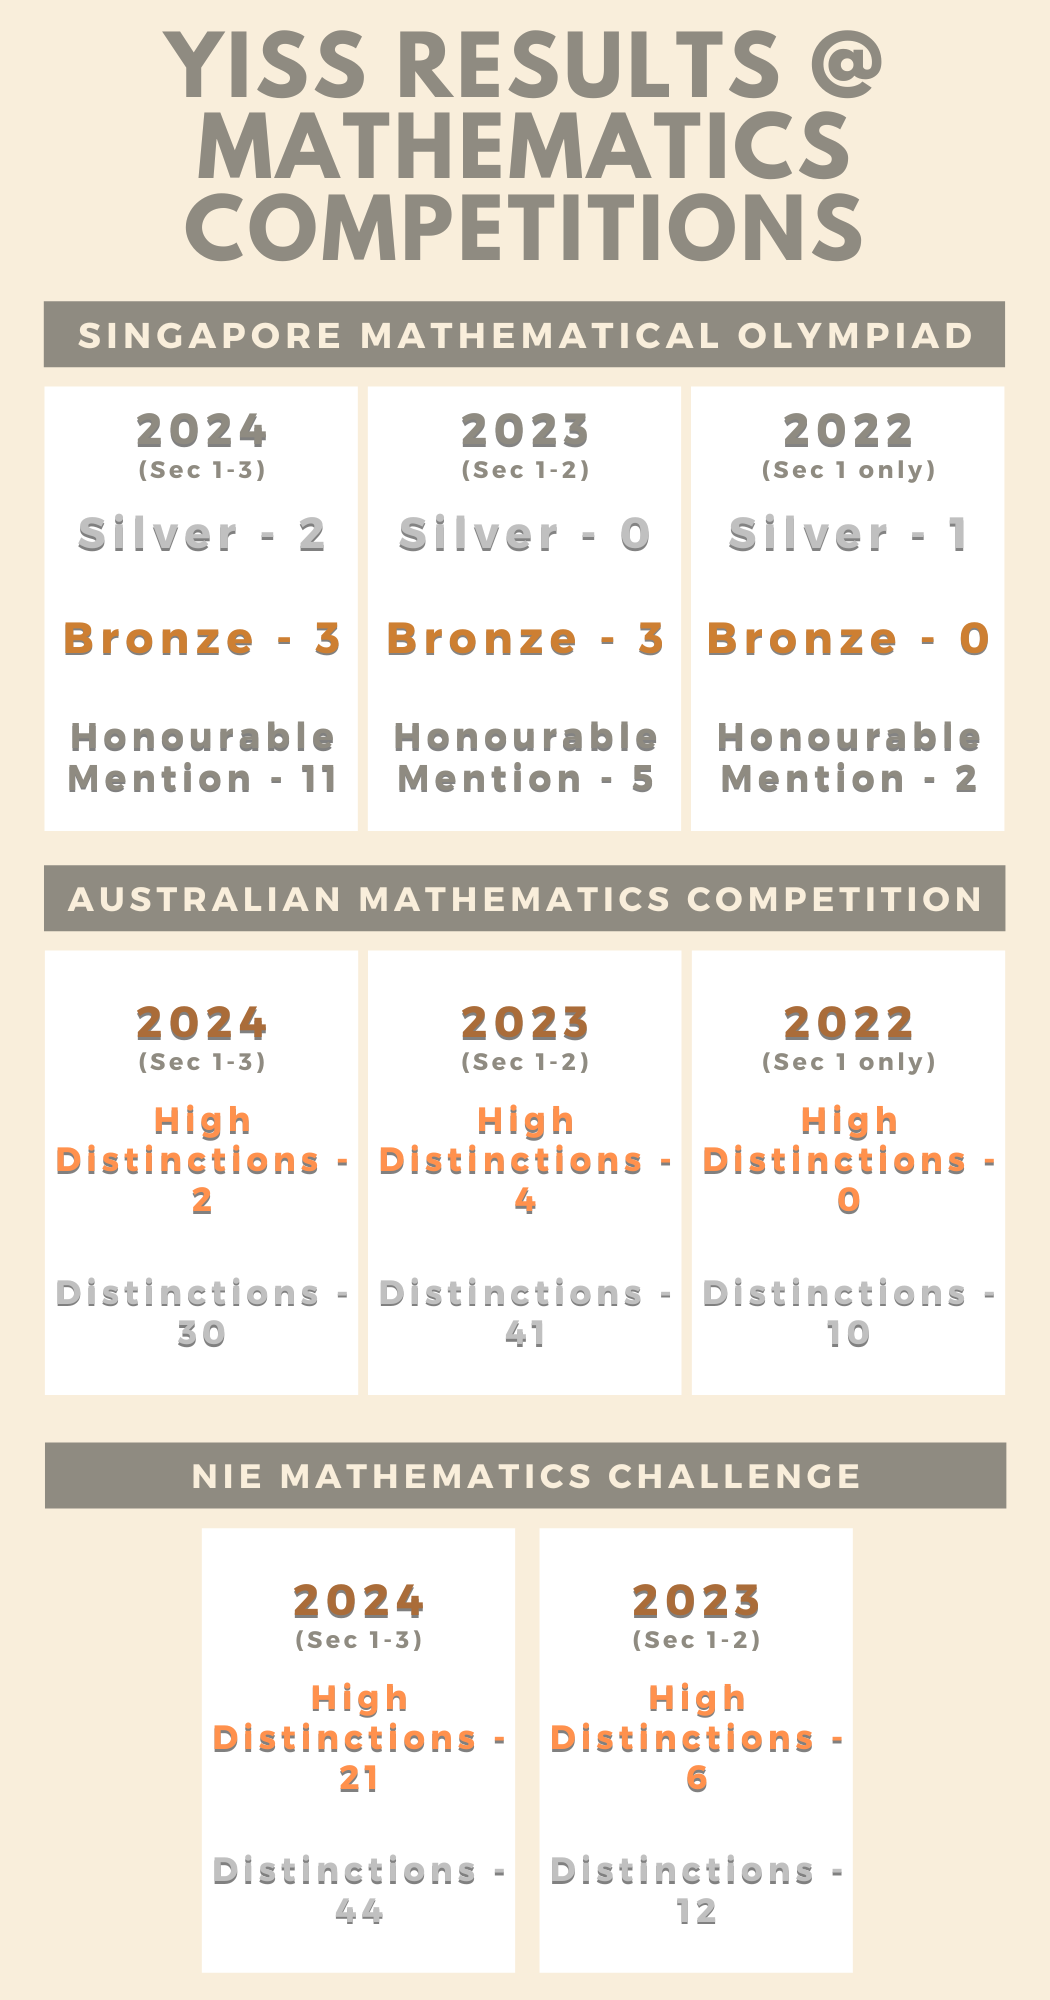 YISS RESULTS @
MATHEMATICS
COMPETITIONS
SINGAPORE MATHEMATICAL OLYMPIAD
2024
(Sec 1-3)
Silver - 2
Bronze - 3
Honourable
Mention - 11
2023
(Sec 1-2)
Silver - 0
Bronze - 3
Honourable
Mention - 5
2022
(Sec 1 only)
Silver - 1
Bronze - 0
Honourable
Mention - 2
AUSTRALIAN MATHEMATICS COMPETITION
2024
(Sec 1-3)
High
Distinctions -
2
Distinctions -
30
2023
(Sec 1-2)
High
Distinctions -
4
Distinctions -
41
2022
(Sec 1 only)
High
Distinctions -
0
Distinctions -
10
NIE MATHEMATICS CHALLENGE
2024
(Sec 1-3)
High
Distinctions -
21
Distinctions -
44
2023
(Sec 1-2)
High
Distinctions -
6
Distinctions -
12